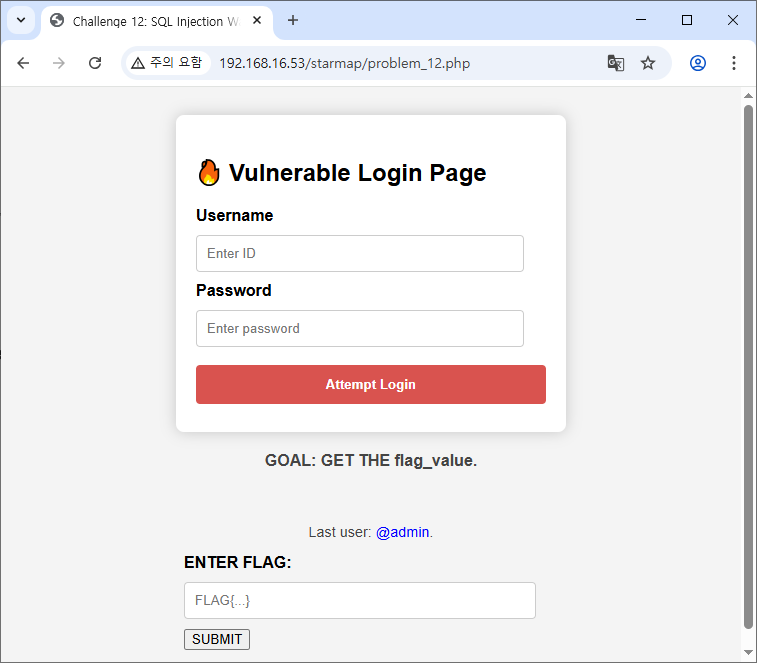 Challenge 12: SQL Injection W
주의 요함
192.168.16.53/starmap/problem_12.php
Vulnerable Login Page
Username
Enter ID
Password
Enter password
Attempt Login
GOAL: GET THE flag_value.
Last user: @admin.
ENTER FLAG:
FLAG{...}
SUBMIT